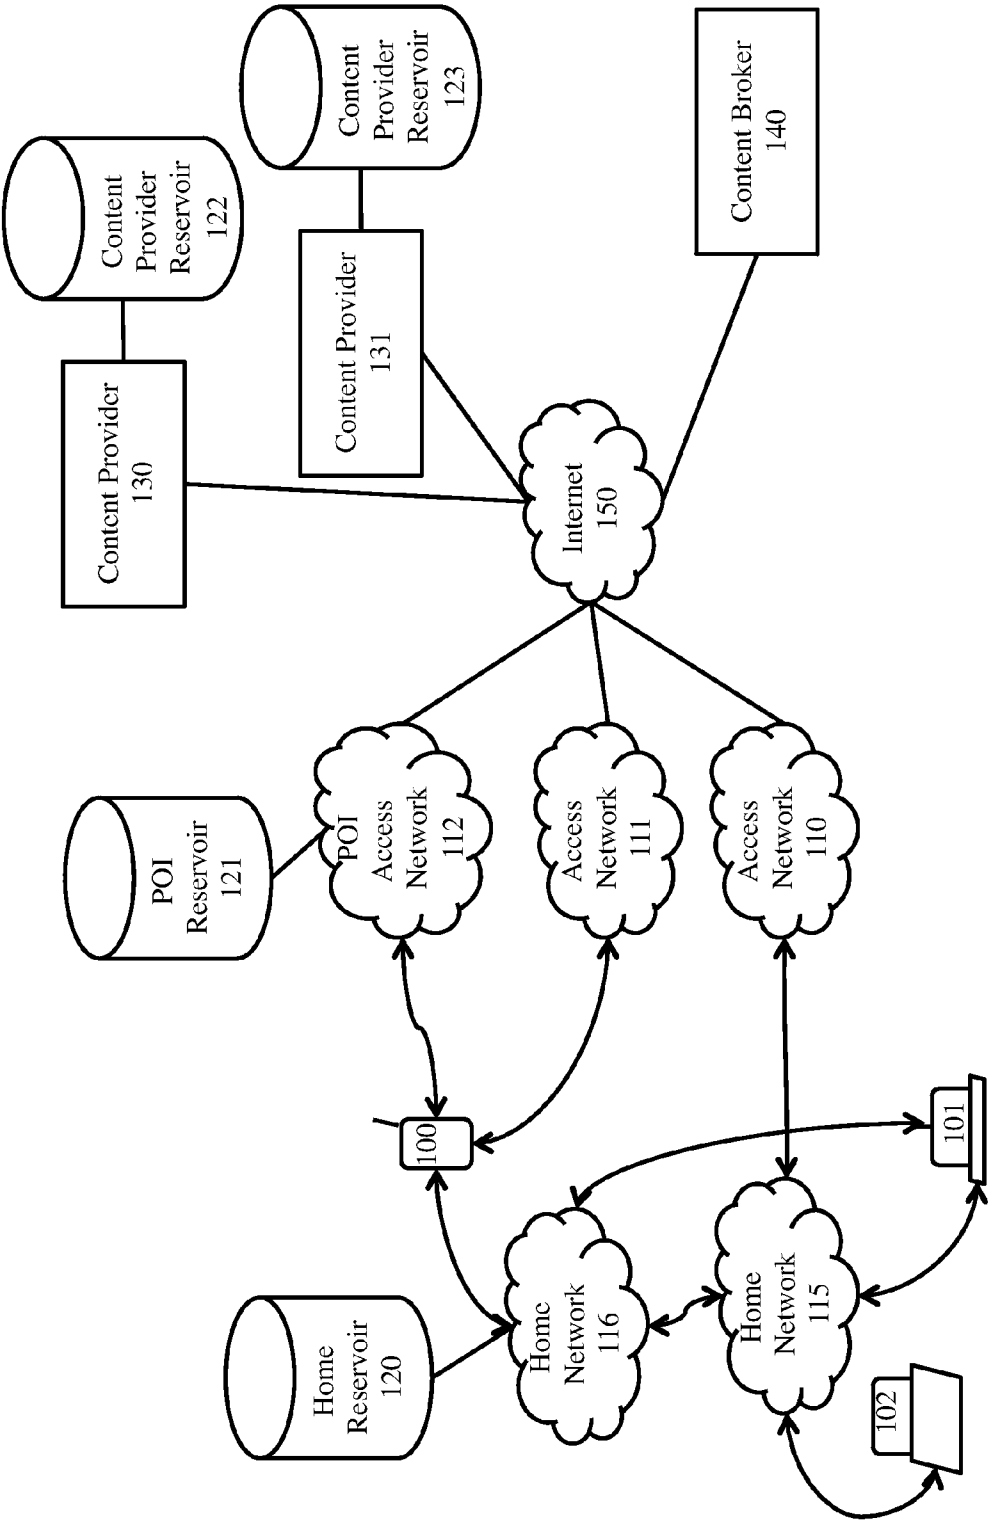 Home
Reservoir
120
POI
Reservoir
121
Content Provider
130
Content
Provider
Reservoir
122
Content Provider
131
Content
Provider
Reservoir
123
100
POI
Access
Network
112
Home
Network
116
Access
Network
111
Internet
150
Home
Network
115
Access
Network
110
Content Broker
140
102
101